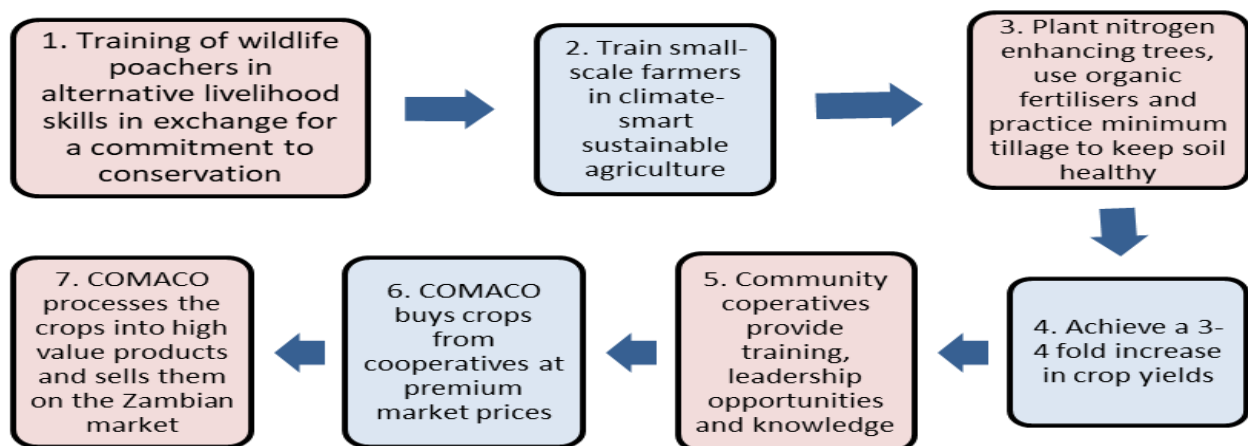 1. Training of wildlife
poachers in
alternative livelihood
skills in exchange for
a commitment to
conservation
2. Train small-
scale farmers
in climate-
smart
sustainable
agriculture
3. Plant nitrogen
enhancing trees,
use organic
fertilisers and
practice minimum
tillage to keep soil
healthy
4. Achieve a 3-
4 fold increase
in crop yields
5. Community
coperatives
provide
training,
leadership
opportunities
and knowledge
6. COMACO
buys crops
from
cooperatives at
premium
market prices
7. COMACO
processes the
crops into high
value products
and sells them
on the Zambian
market